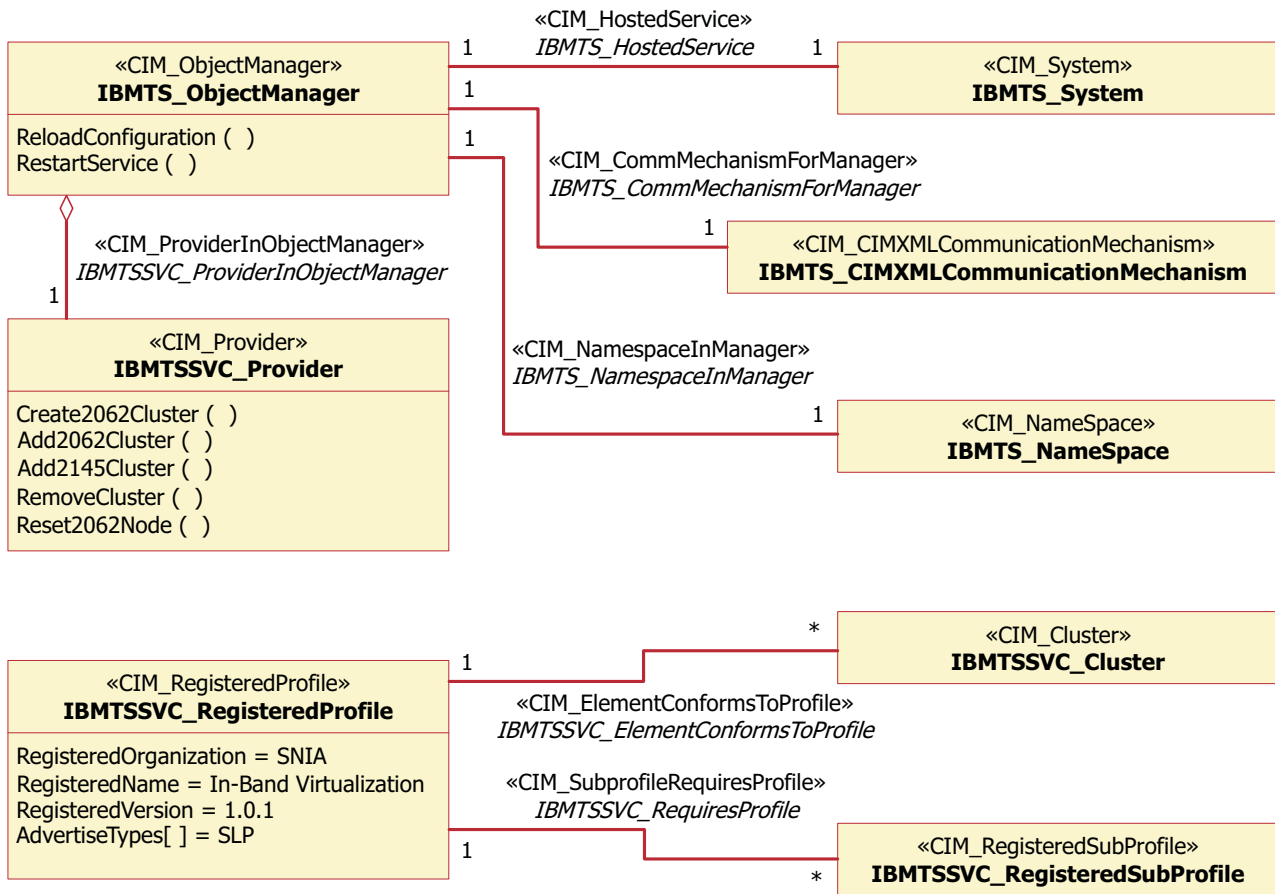 «CIM_HostedService»
IBMTS_HostedService
1
1
«CIM_ObjectManager»
IBMTS_ObjectManager
ReloadConfiguration ( )
RestartService ( )
«CIM_System»
IBMTS_System
1
1
«CIM_CommMechanismForManager»
IBMTS_CommMechanismForManager
1
«CIM_CIMXMLCommunicationMechanism»
IBMTS_CIMXMLCommunicationMechanism
«CIM_ProviderInObjectManager»
IBMTSSVC_ProviderInObjectManager
1
«CIM_Provider»
IBMTSSVC_Provider
Create2062Cluster ( )
Add2062Cluster ( )
Add2145Cluster ( )
RemoveCluster ( )
Reset2062Node ( )
«CIM_NamespaceInManager»
IBMTS_NamespaceInManager
1
«CIM_NameSpace»
IBMTS_NameSpace
*
«CIM_Cluster»
IBMTSSVC_Cluster
1
«CIM_RegisteredProfile»
IBMTSSVC_RegisteredProfile
RegisteredOrganization = SNIA
RegisteredName = In-Band Virtualization
RegisteredVersion = 1.0.1
AdvertiseTypes[ ] = SLP
«CIM_ElementConformsToProfile»
IBMTSSVC_ElementConformsToProfile
«CIM_SubprofileRequiresProfile»
IBMTSSVC_RequiresProfile
1
*
«CIM_RegisteredSubProfile»
IBMTSSVC_RegisteredSubProfile